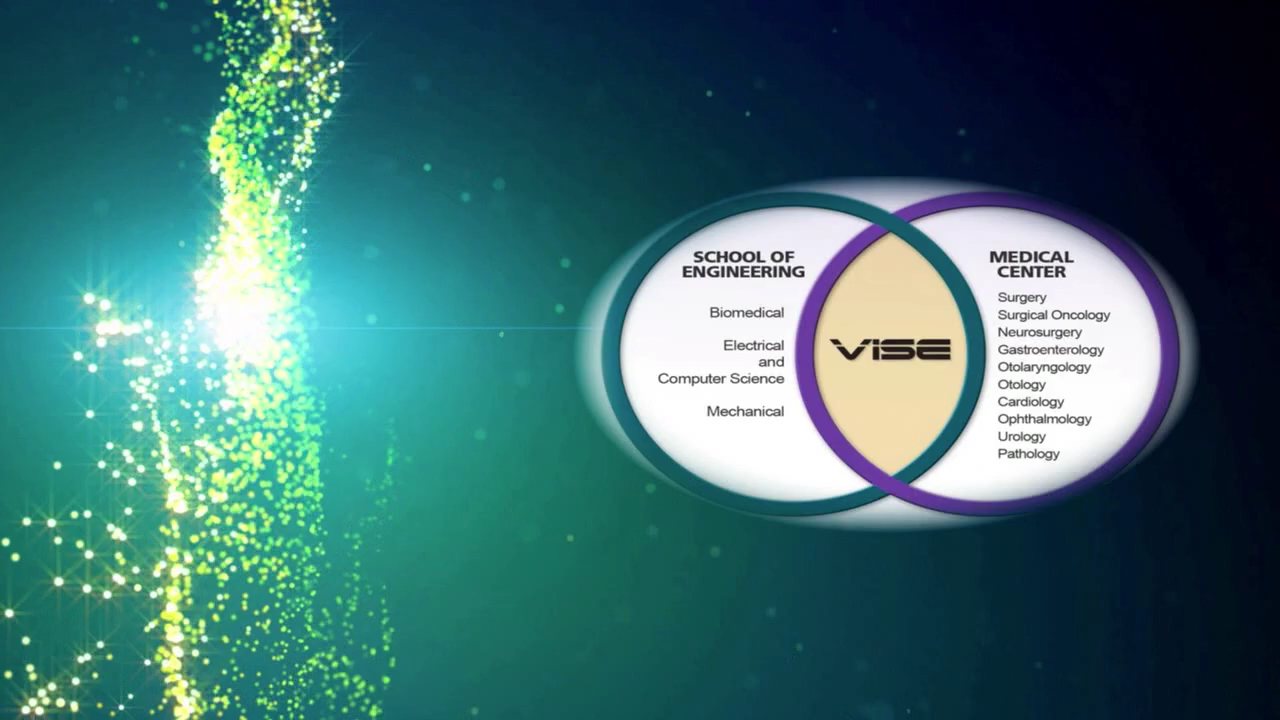 SCHOOL OF
ENGINEERING
Biomedical
Electrical
and
Computer Science
Mechanical
VISE
MEDICAL
CENTER
Surgery
Surgical Oncology
Neurosurgery
Gastroenterology
Otolaryngology
Otology
Cardiology
Ophthalmology
Urology
Pathology